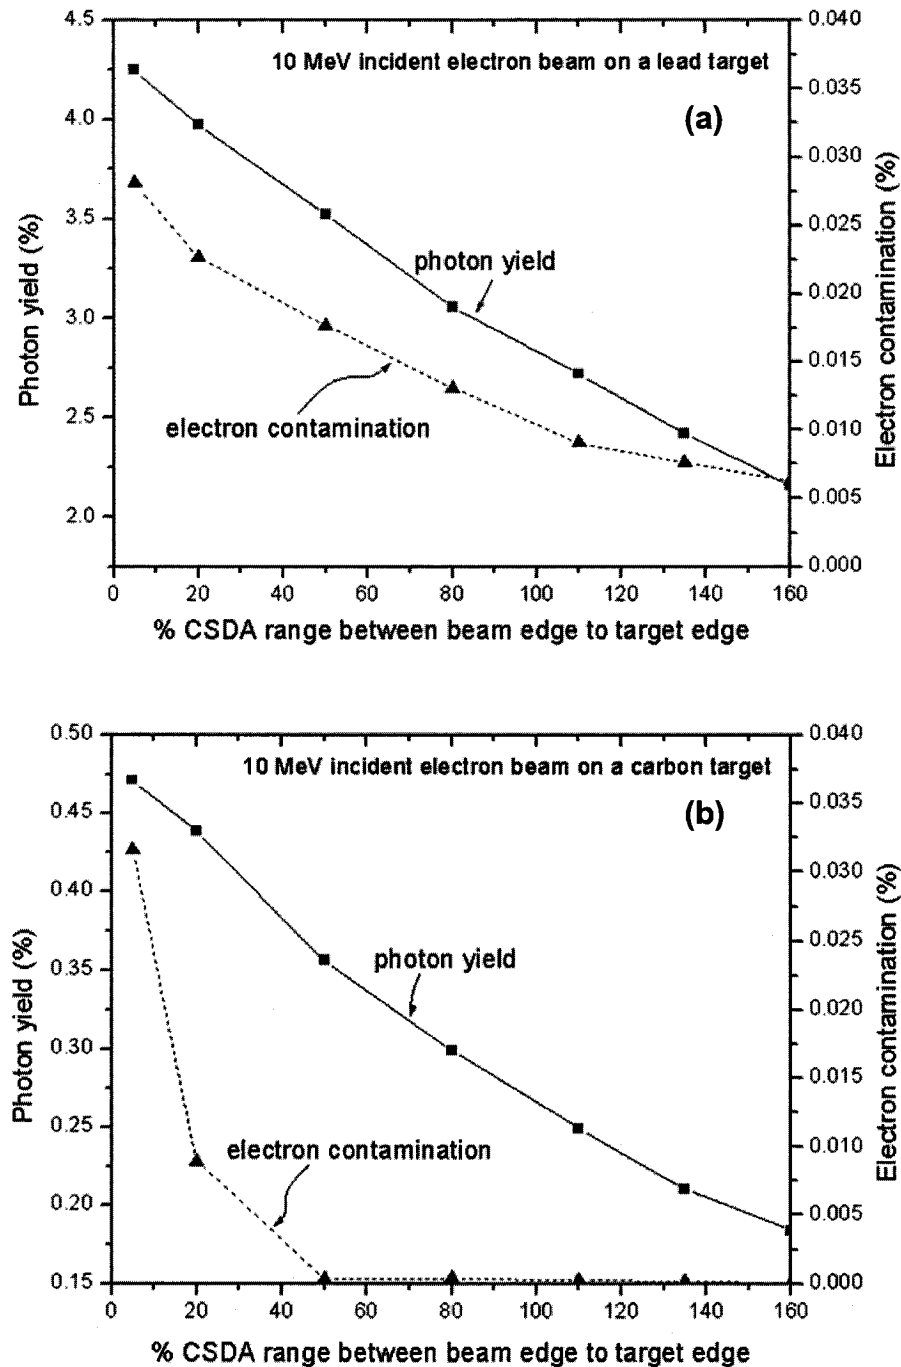 10 MeV incident electron beam on a lead target
(a)
photon yield
electron contamination
Photon yield (%)
4.5
4.0
3.5
3.0
2.5
2.0
Electron contamination (%)
0.040
0.035
0.030
0.025
0.020
0.015
0.010
0.005
0.000
0 20 40 60 80 100 120 140 160
% CSDA range between beam edge to target edge
10 MeV incident electron beam on a carbon target
(b)
photon yield
electron contamination
Photon yield (%)
0.50
0.45
0.40
0.35
0.30
0.25
0.20
0.15
Electron contamination (%)
0.040
0.035
0.030
0.025
0.020
0.015
0.010
0.005
0.000
0 20 40 60 80 100 120 140 160
% CSDA range between beam edge to target edge